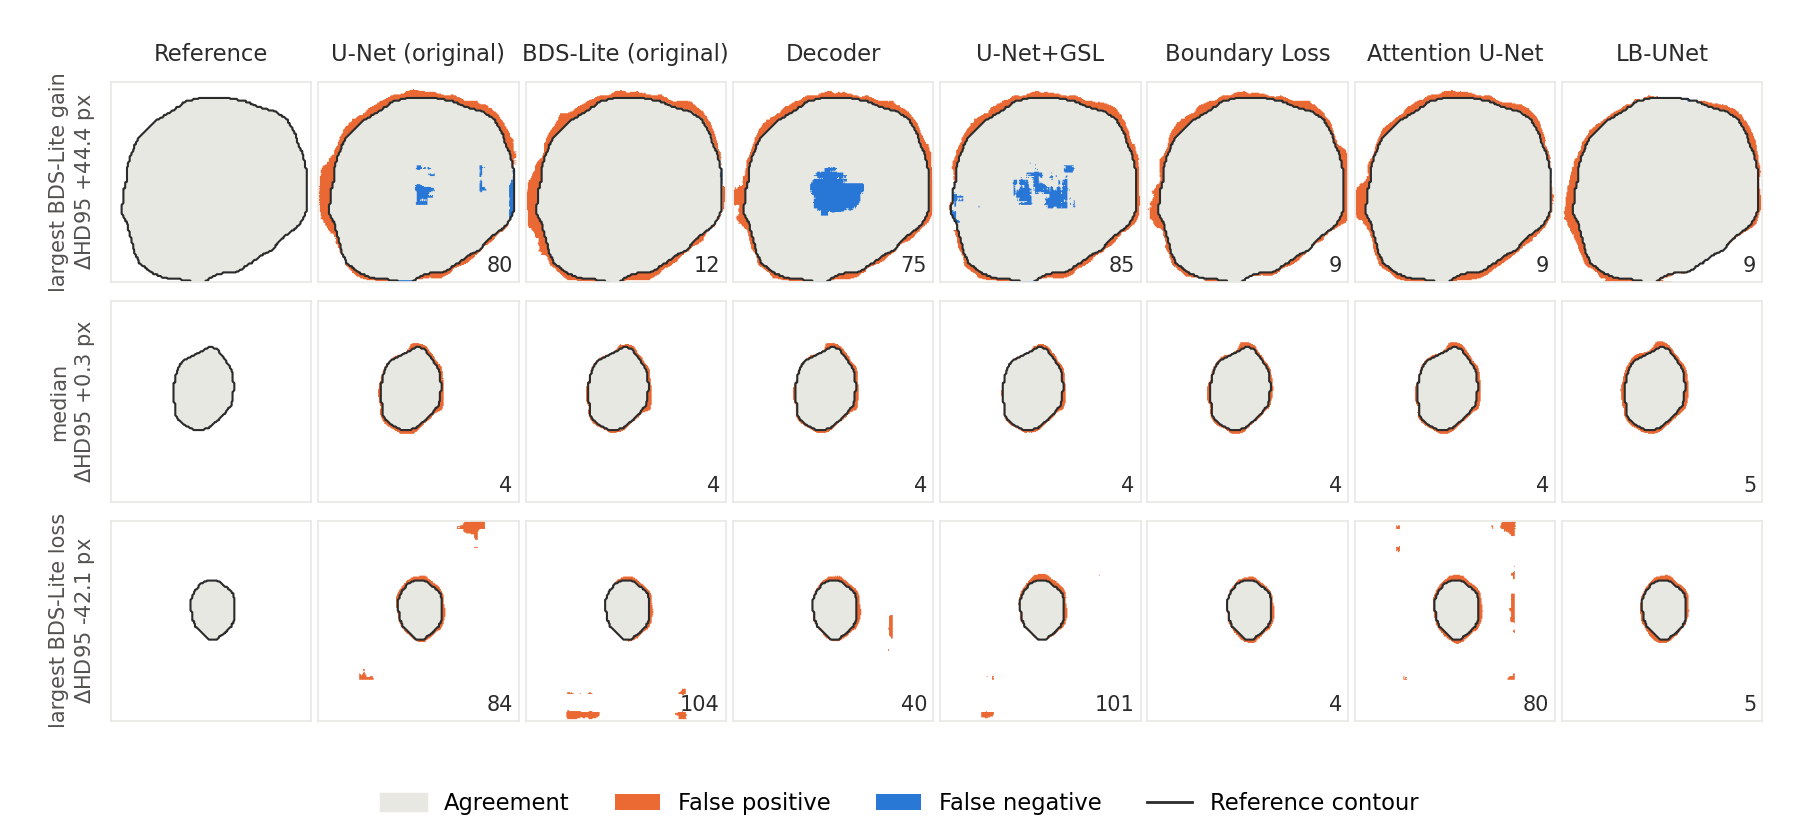 Reference U-Net (original) BDS-Lite (original) Decoder U-Net+GSL Boundary Loss Attention U-Net LB-UNet
largest BDS-Lite gain
ΔHD95 +44.4 px
80 12 75 85 9 9 9
median
ΔHD95 +0.3 px
4 4 4 4 4 4 5
largest BDS-Lite loss
ΔHD95 -42.1 px
84 104 40 101 4 80 5
Agreement False positive False negative Reference contour